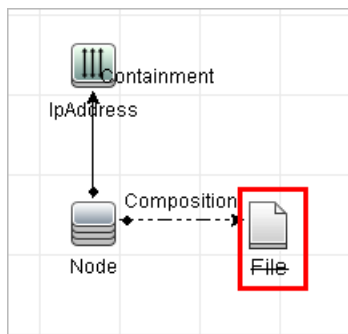 Containment
IpAddress
Composition
Node
File